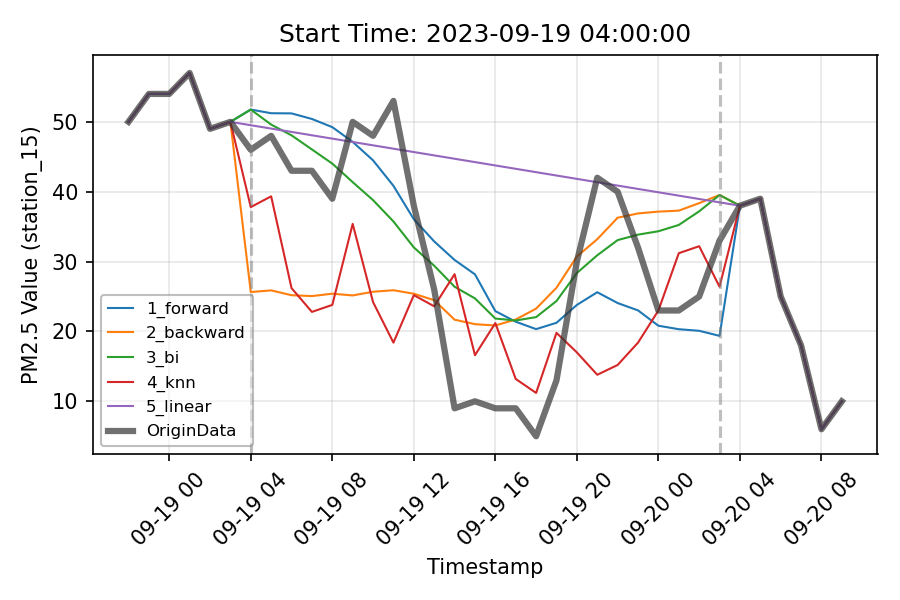 Start Time: 2023-09-19 04:00:00
PM2.5 Value (station_15)
50
40
30
20
10
1_forward
2_backward
3_bi
4_knn
5_linear
OriginData
09-19 00
09-19 04
09-19 08
09-19 12
09-19 16
09-19 20
09-20 00
09-20 04
09-20 08
Timestamp